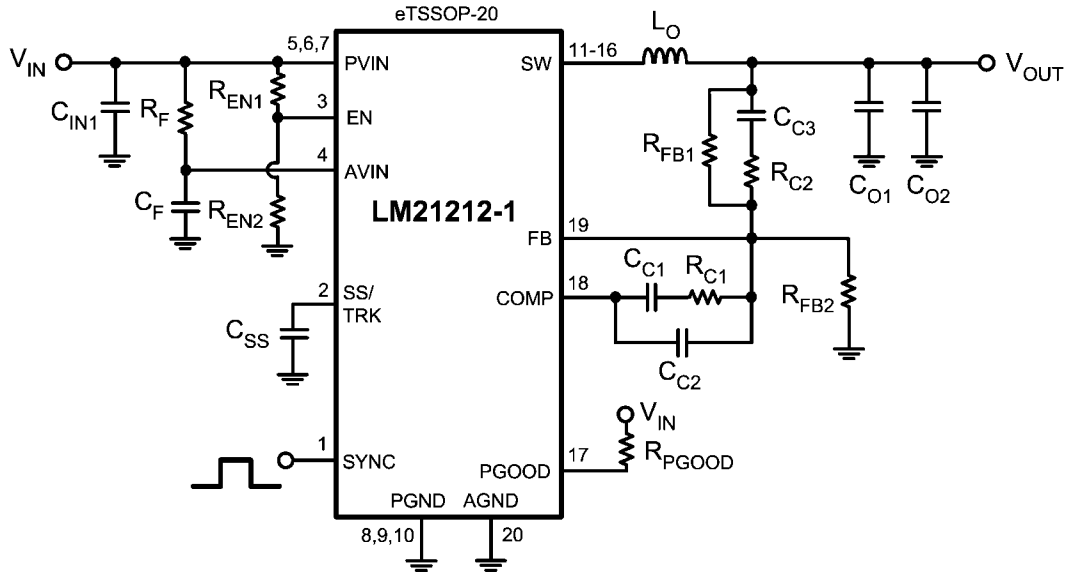 eTSSOP-20
VIN
5,6,7
PVIN
SW
11-16
LO
VOUT
CIN1
RF
REN1
3
EN
4
AVIN
CF
REN2
LM21212-1
RFB1
CC3
RC2
CO1
CO2
FB
19
CC1
RC1
COMP
18
CC2
RFB2
2
SS/
TRK
CSS
1
SYNC
VIN
RPGOOD
PGOOD
17
PGND
AGND
8,9,10
20